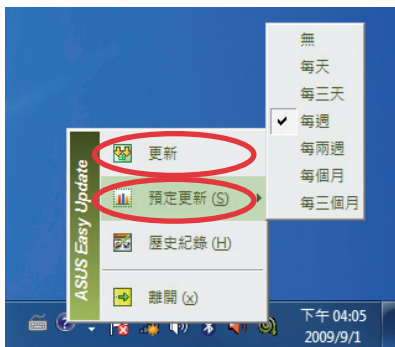 無
每天
每三天
每週
每兩週
每個月
每三個月
ASUS Easy Update
更新
預定更新 (S)
歷史紀錄 (H)
離開 (x)
下午 04:05
2009/9/1